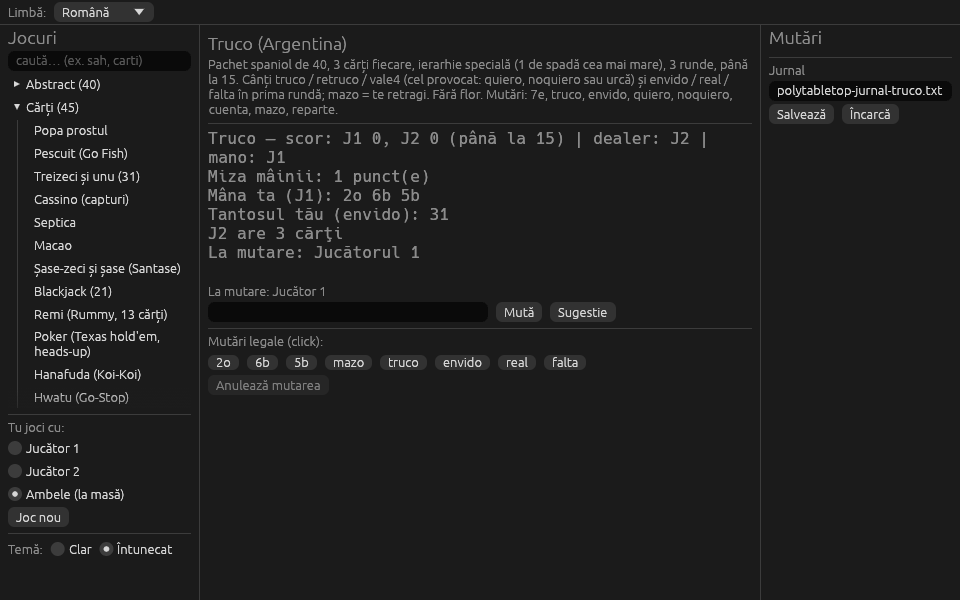 Limbă: Română
Jocuri
caută... (ex. sah, carti)
Abstract (40)
Cărți (45)
Popa prostul
Pescuit (Go Fish)
Treizeci și unu (31)
Cassino (capturi)
Septica
Macao
Șase-zeci și șase (Santase)
Blackjack (21)
Remi (Rummy, 13 cărți)
Poker (Texas hold'em,
heads-up)
Hanafuda (Koi-Koi)
Hwatu (Go-Stop)
Tu joci cu:
Jucător 1
Jucător 2
Ambele (la masă)
Joc nou
Temă: Clar Întunecat
Truco (Argentina)
Pachet spaniol de 40, 3 cărți fiecare, ierarhie specială (1 de spadă cea mai mare), 3 runde, până
la 15. Cânți truco / retruco / vale4 (cel provocat: quiero, noquiero sau urcă) și envido / real /
falta în prima rundă; mazo = te retragi. Fără flor. Mutări: 7e, truco, envido, quiero, noquiero,
cuenta, mazo, reparte.
Truco — scor: J1 0, J2 0 (până la 15) | dealer: J2 |
mano: J1
Miza mâinii: 1 punct(e)
Mâna ta (J1): 2o 6b 5b
Tantosul tău (envido): 31
J2 are 3 cărți
La mutare: Jucătorul 1
La mutare: Jucător 1
Mută Sugestie
Mutări legale (click):
2o 6b 5b mazo truco envido real falta
Anulează mutarea
Mutări
Jurnal
polytabletop-jurnal-truco.txt
Salvează Încarcă